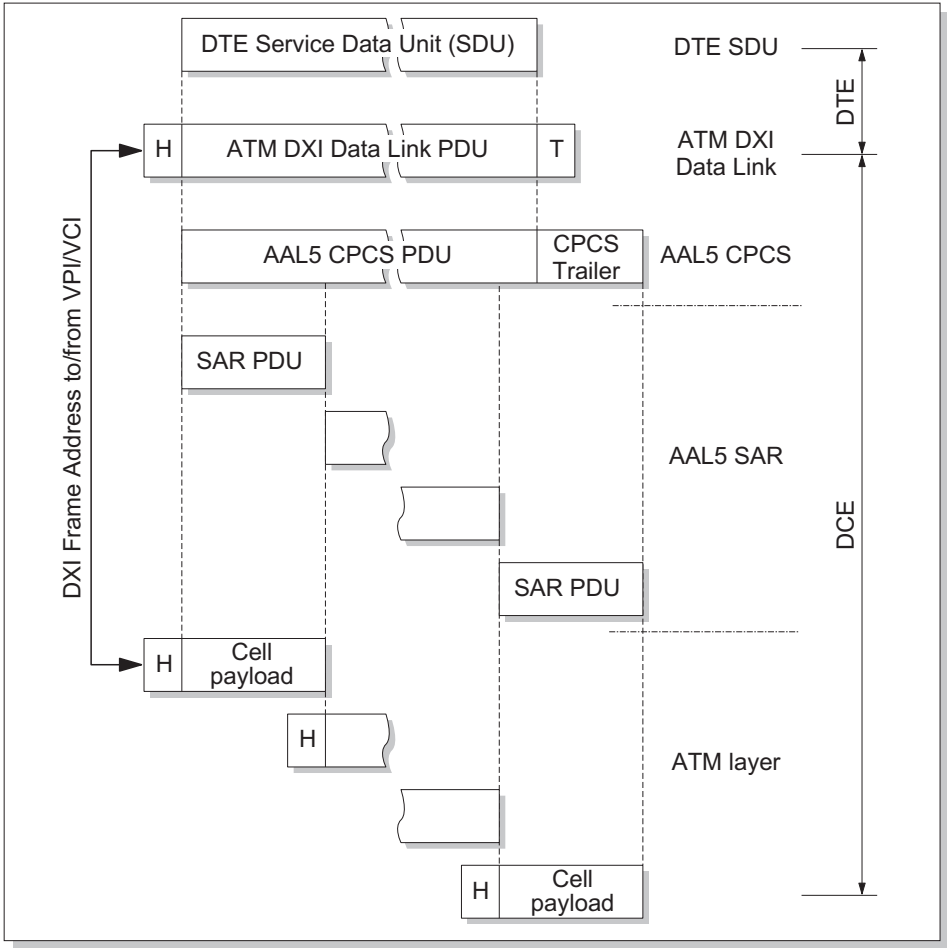 DTE Service Data Unit (SDU)
DTE SDU
DTE
H
ATM DXI Data Link PDU
T
ATM DXI
Data Link
DXI Frame Address to/from VPI/VCI
AAL5 CPCS PDU
CPCS
Trailer
AAL5 CPCS
SAR PDU
AAL5 SAR
DCE
SAR PDU
H
Cell
payload
H
ATM layer
H
Cell
payload